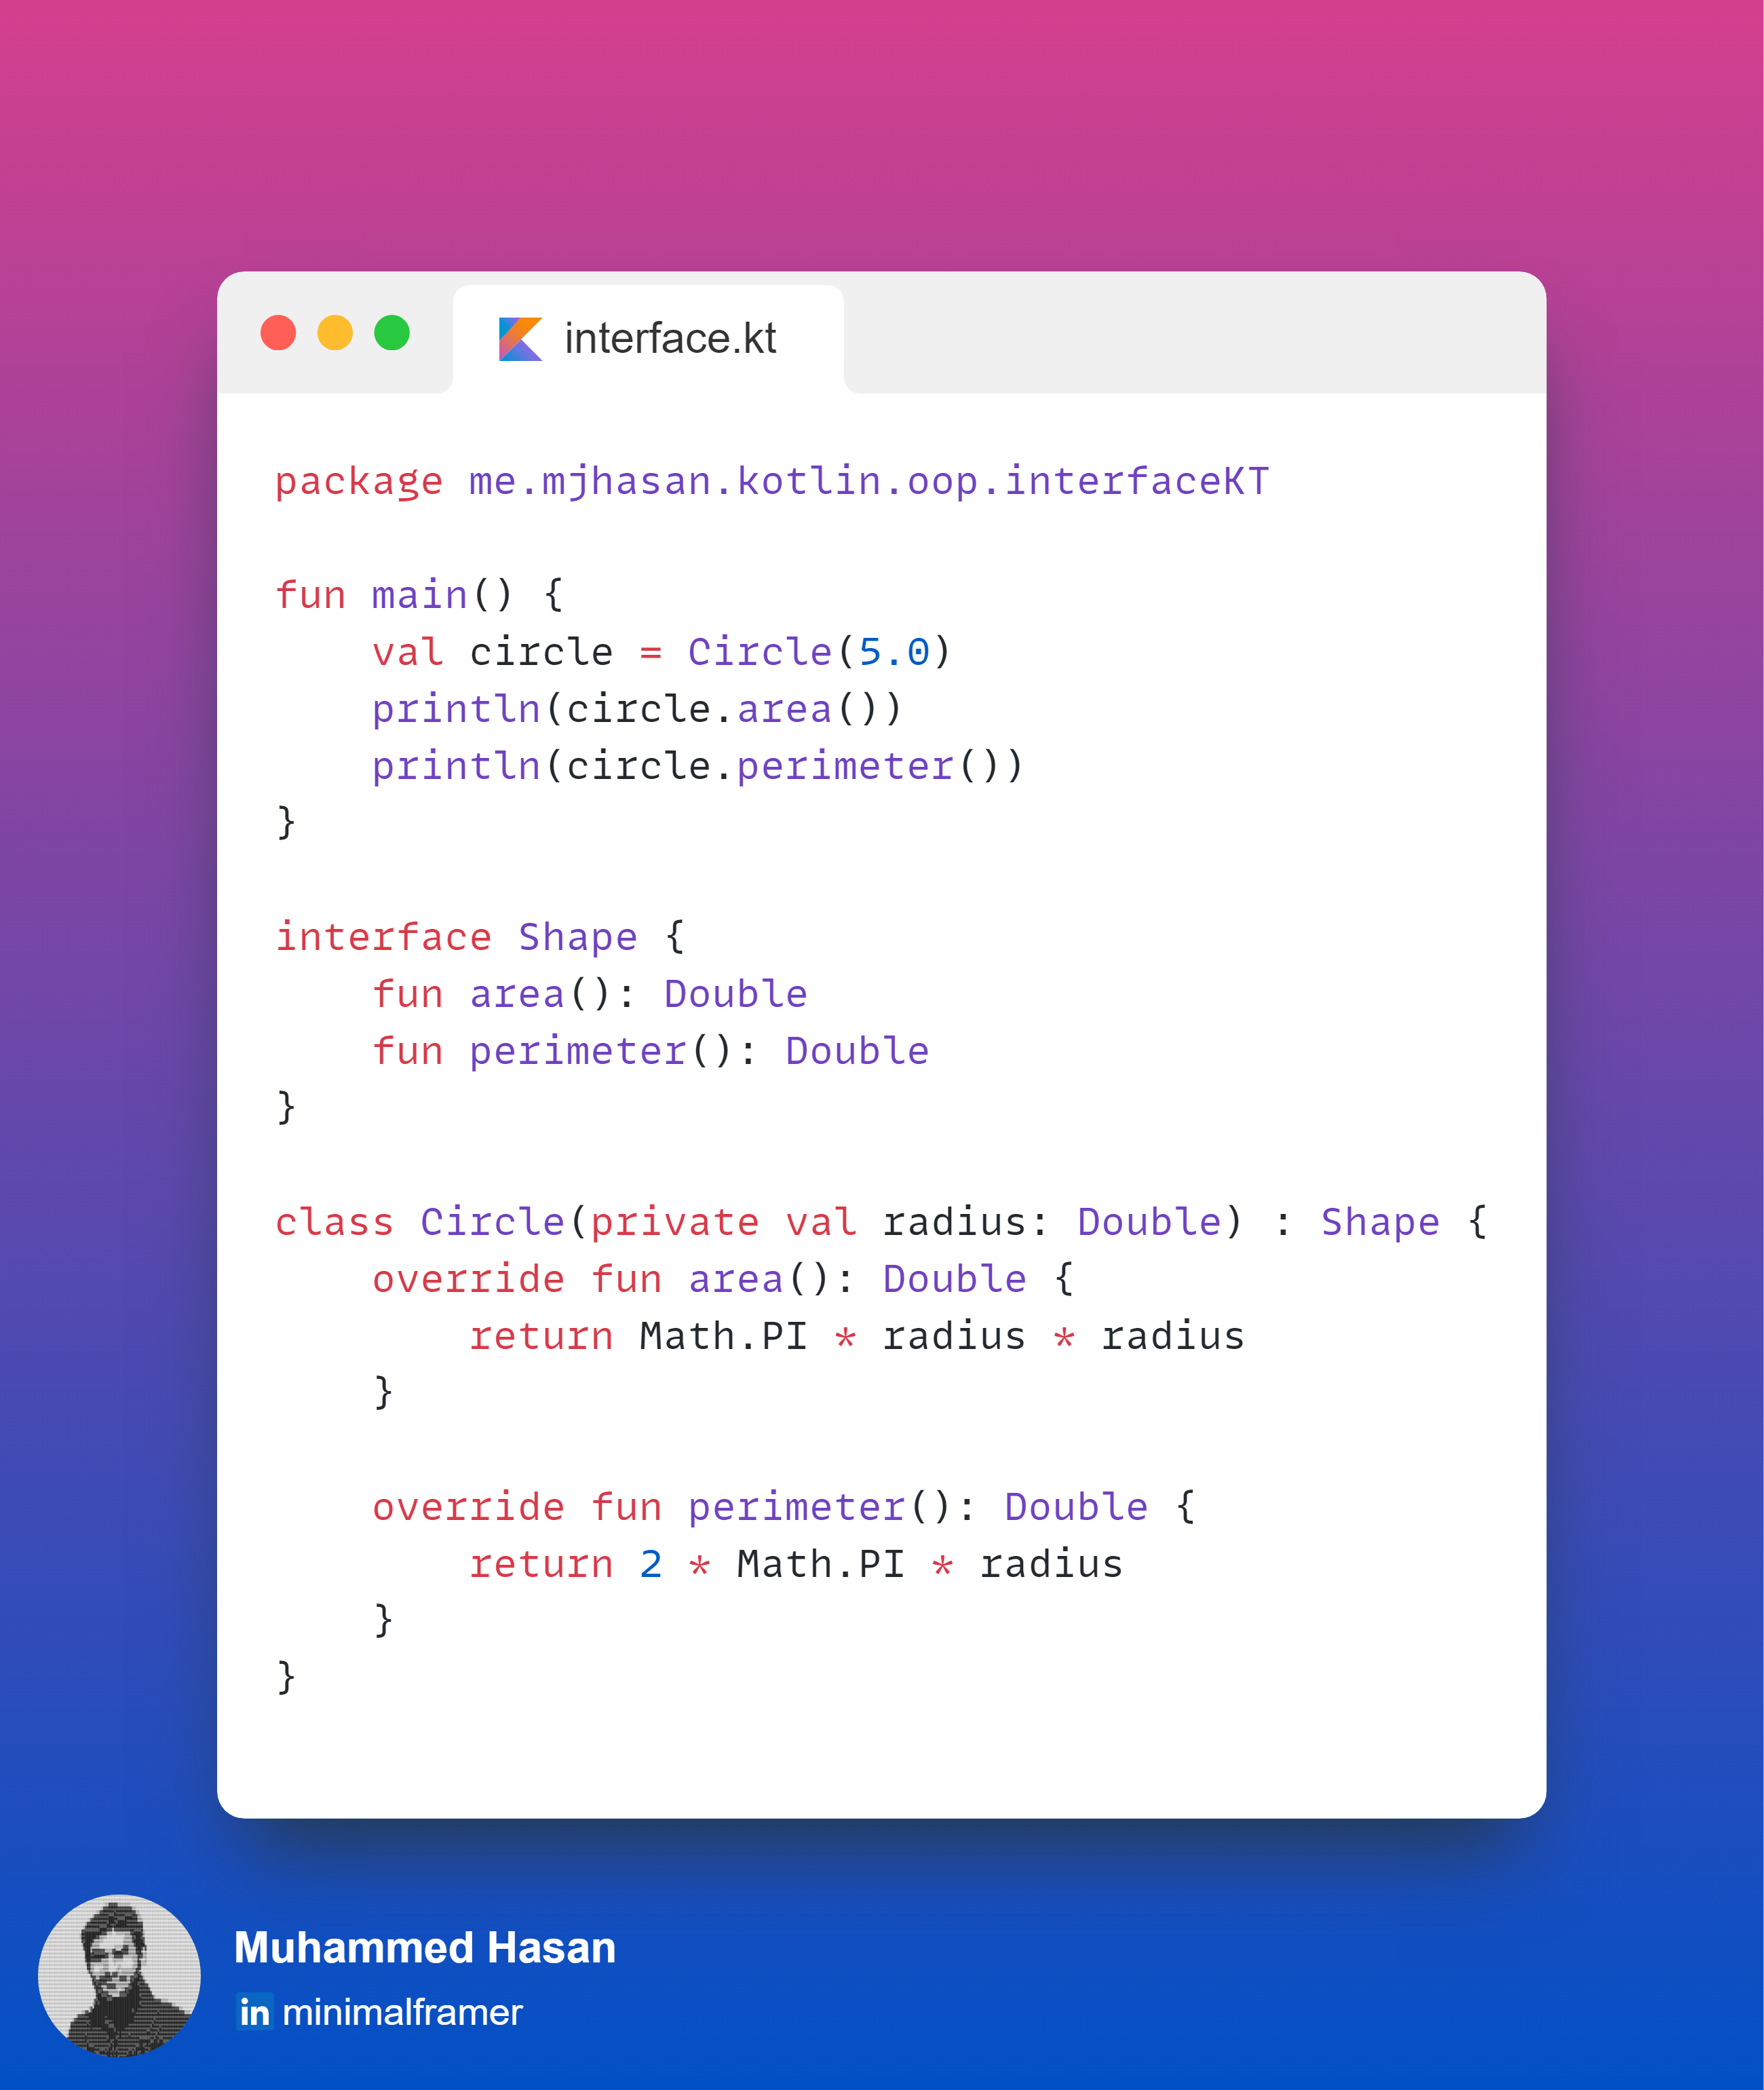 interface.kt
package me.mjhasan.kotlin.oop.interfaceKT
fun main() {
    val circle = Circle(5.0)
    println(circle.area())
    println(circle.perimeter())
}
interface Shape {
    fun area(): Double
    fun perimeter(): Double
}
class Circle(private val radius: Double) : Shape {
    override fun area(): Double {
        return Math.PI * radius * radius
    }
    override fun perimeter(): Double {
        return 2 * Math.PI * radius
    }
}
Muhammed Hasan
in minimalframer